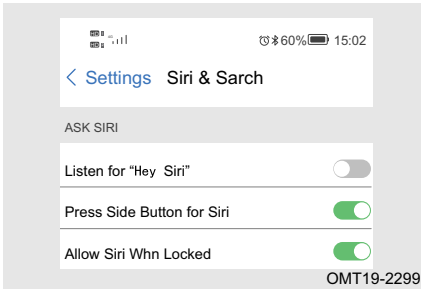 60% 15:02
Settings Siri & Sarch
ASK SIRI
Listen for “Hey Siri”
Press Side Button for Siri
Allow Siri Whn Locked
OMT19-2299